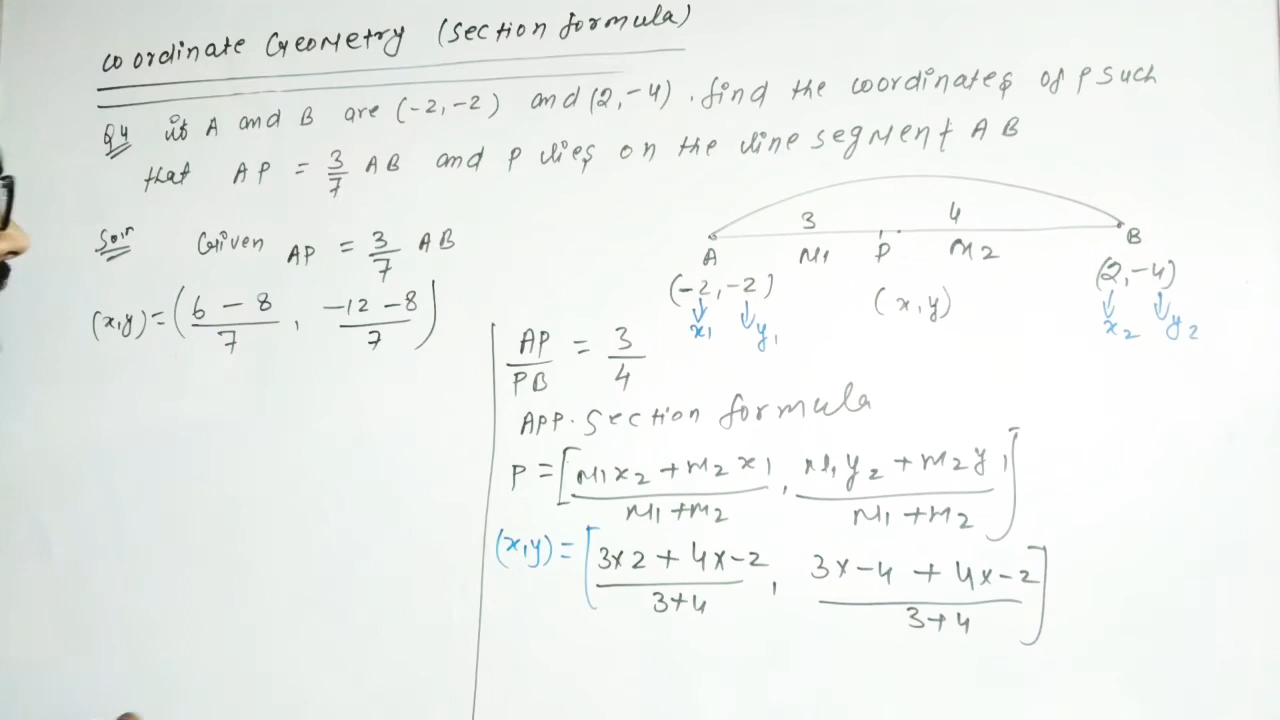 Coordinate Geometry (section formula)
Q4 if A and B are (-2,-2) and (2,-4). find the coordinates of P such
that AP = 3/7 AB and P lies on the line segment AB
Soln Given AP = 3/7 AB
(x,y)=(6 - 8/7, -12 - 8/7)
3 4
A M1 P M2 B
(-2,-2) (x,y) (2,-4)
x1 y1 x2 y2
AP/PB = 3/4
APP. Section formula
P = [M1x2 + M2x1/M1+M2, M1y2 + M2y1/M1+M2]
(x,y) = [3x2 + 4x-2/3+4, 3x-4 + 4x-2/3+4]